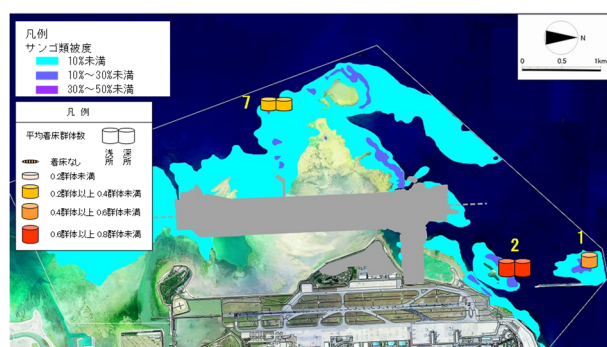 凡例
サンゴ類被度
10%未満
10%～30%未満
30%～50%未満
凡 例
平均着床群体数
浅所
深所
着床なし
0.2群体未満
0.2群体以上 0.4群体未満
0.4群体以上 0.6群体未満
0.6群体以上 0.8群体未満
N
0 0.5 1km
7
1
2